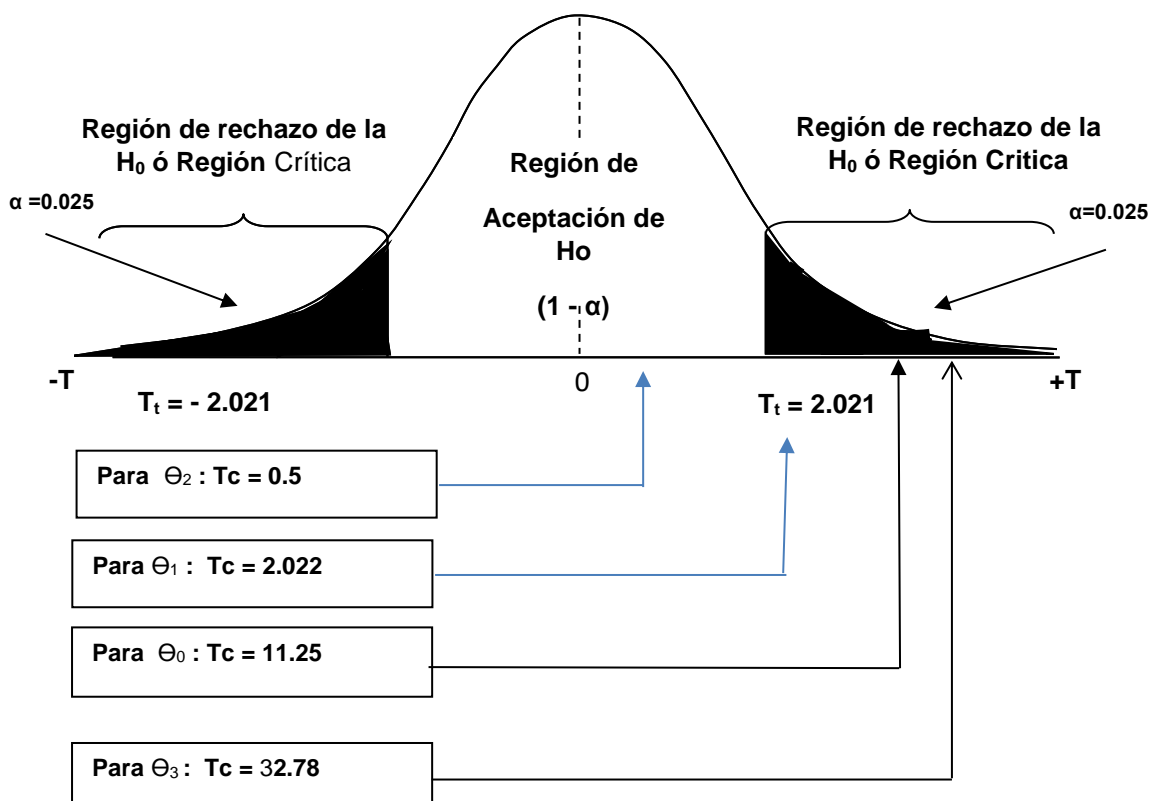 Región de rechazo de la
H₀ ó Región Crítica
α =0.025
Región de
Aceptación de
Ho
(1 - α)
Región de rechazo de la
H₀ ó Región Critica
α=0.025
-T
0
+T
Tₜ = - 2.021
Tₜ = 2.021
Para ϴ₂ : Tc = 0.5
Para ϴ₁ : Tc = 2.022
Para ϴ₀ : Tc = 11.25
Para ϴ₃ : Tc = 32.78